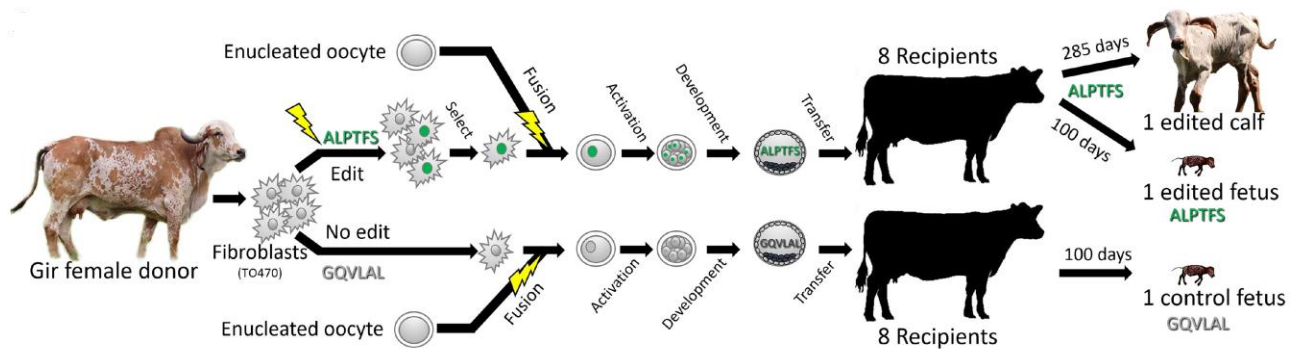 Enucleated oocyte
Fusion
8 Recipients
285 days
ALPTFS
100 days
1 edited calf
ALPTFS
Edit
Select
Activation
Development
ALPTFS
Transfer
1 edited fetus
ALPTFS
Gir female donor
Fibroblasts
(TO470)
No edit
GQVLAL
Enucleated oocyte
Fusion
Activation
Development
GQVLAL
Transfer
8 Recipients
100 days
1 control fetus
GQVLAL